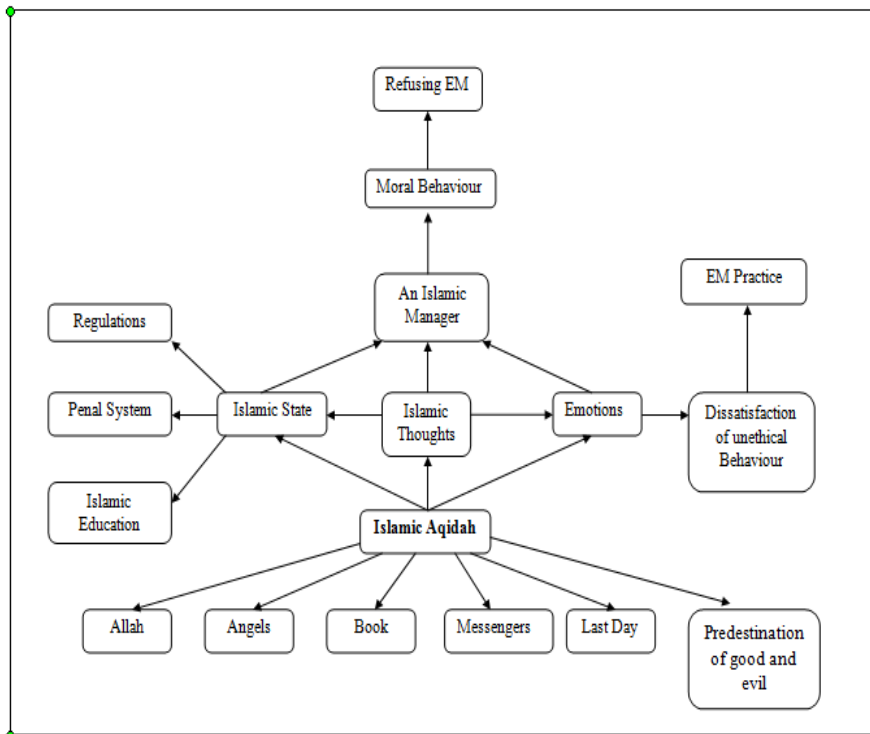 Refusing EM
Moral Behaviour
EM Practice
An Islamic
Manager
Regulations
Penal System
Islamic State
Islamic
Thoughts
Emotions
Dissatisfaction
of unethical
Behaviour
Islamic
Education
Islamic Aqidah
Allah
Angels
Book
Messengers
Last Day
Predestination
of good and
evil